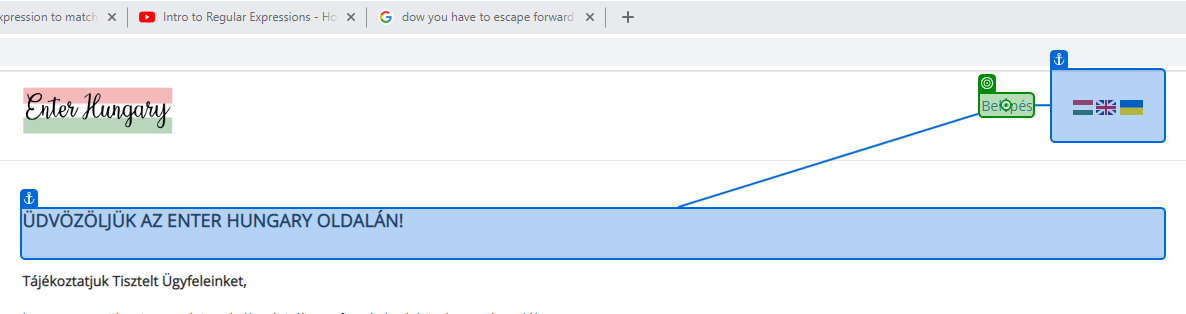 xpression to match
Intro to Regular Expressions - Ho
dow you have to escape forward
Enter Hungary
Belépés
ÜDVÖZÖLJÜK AZ ENTER HUNGARY OLDALÁN!
Tájékoztatjuk Tisztelt Ügyfeleinket,